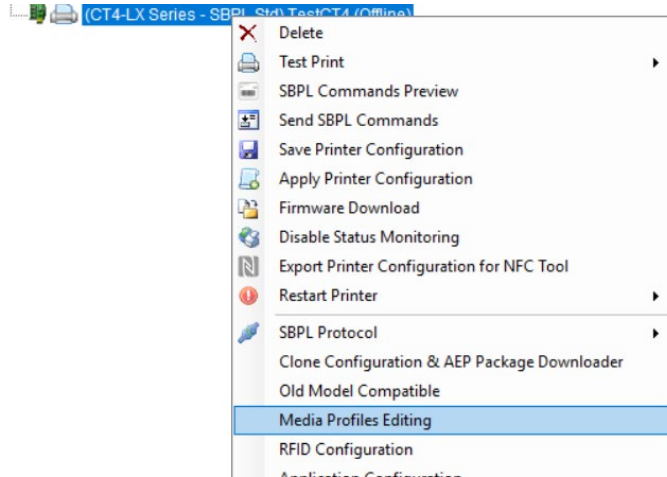 (CT4-LX Series - SBPL Std) TestCT4 (Offline)
Delete
Test Print
SBPL Commands Preview
Send SBPL Commands
Save Printer Configuration
Apply Printer Configuration
Firmware Download
Disable Status Monitoring
Export Printer Configuration for NFC Tool
Restart Printer
SBPL Protocol
Clone Configuration & AEP Package Downloader
Old Model Compatible
Media Profiles Editing
RFID Configuration
Application Configuration